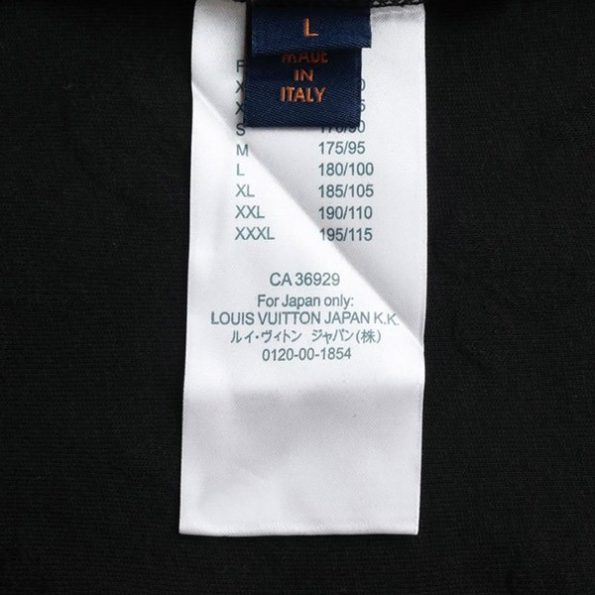 L
MADE
IN
ITALY
F
X
X
S 170/90
M 175/95
L 180/100
XL 185/105
XXL 190/110
XXXL 195/115
CA 36929
For Japan only:
LOUIS VUITTON JAPAN K.K.
ルイ・ヴィトン ジャパン(株)
0120-00-1854